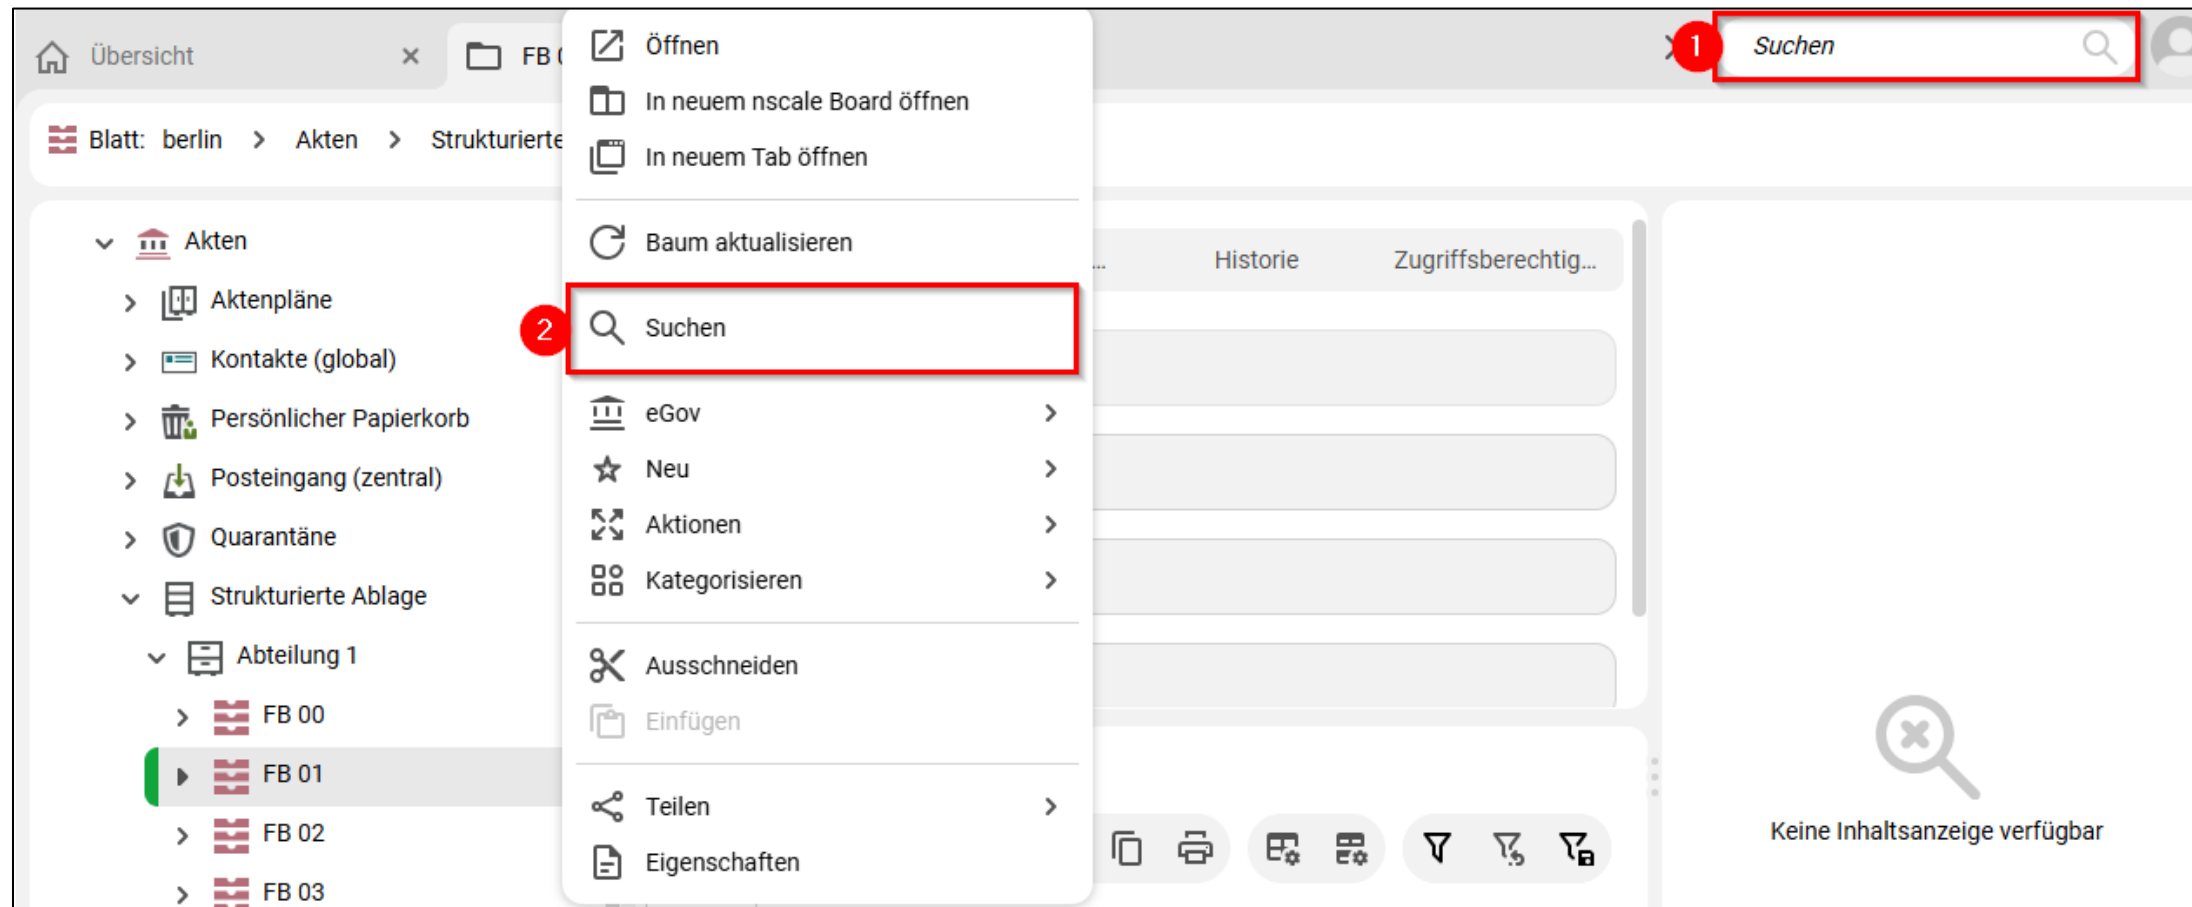 Übersicht
FB 0
1
Suchen
Blatt: berlin > Akten > Strukturierte
Öffnen
In neuem nscale Board öffnen
In neuem Tab öffnen
Baum aktualisieren
2
Suchen
eGov
Neu
Aktionen
Kategorisieren
Ausschneiden
Einfügen
Teilen
Eigenschaften
Akten
Aktenpläne
Kontakte (global)
Persönlicher Papierkorb
Posteingang (zentral)
Quarantäne
Strukturierte Ablage
Abteilung 1
FB 00
FB 01
FB 02
FB 03
... Historie Zugriffsberechtig...
Keine Inhaltsanzeige verfügbar